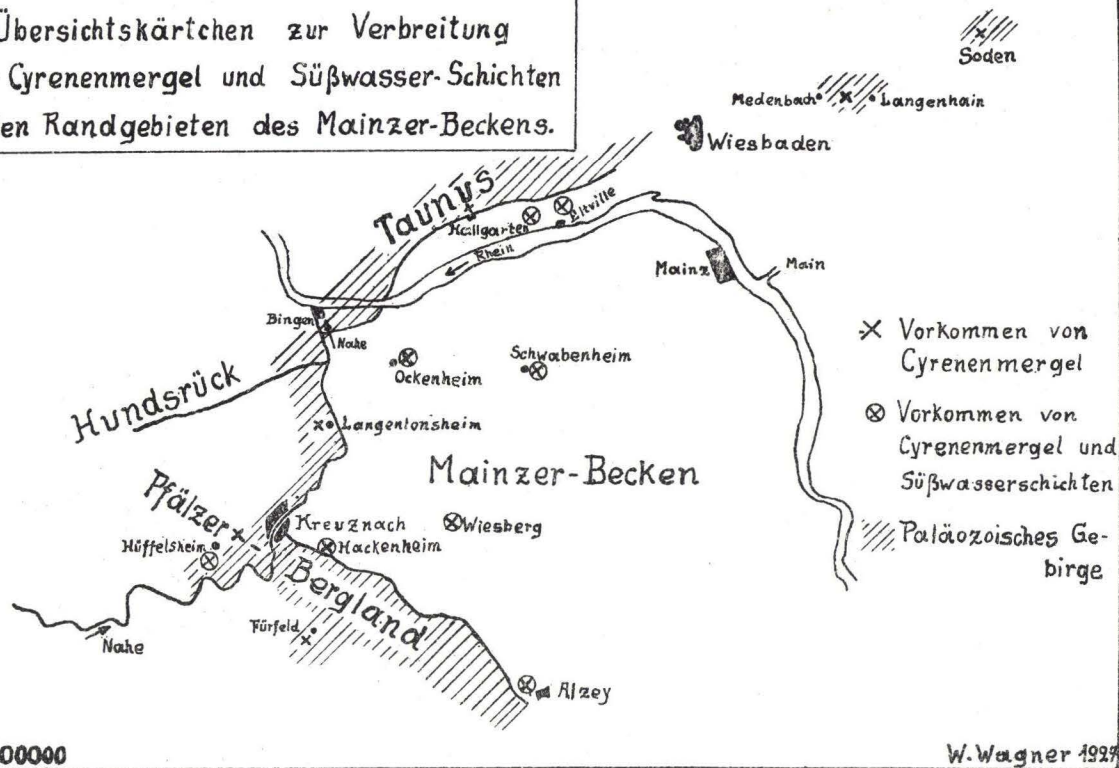 Übersichtskärtchen zur Verbreitung
Cyrenenmergel und Süßwasser-Schichten
en Randgebieten des Mainzer-Beckens.
Soden
Medenbach
Langenhain
Wiesbaden
Taunus
Hallgarten
Eltville
Rhein
Mainz
Main
Bingen
Nahe
Ockenheim
Schwabenheim
Hundsrück
Langenlonsheim
Mainzer-Becken
Pfälzer
Kreuznach
Wiesberg
Hüffelsheim
Hackenheim
Bergland
Fürfeld
Nahe
Alzey
Vorkommen von
Cyrenenmergel
Vorkommen von
Cyrenenmergel und
Süßwasserschichten
Paläozoisches Ge-
birge
00000
W. Wagner